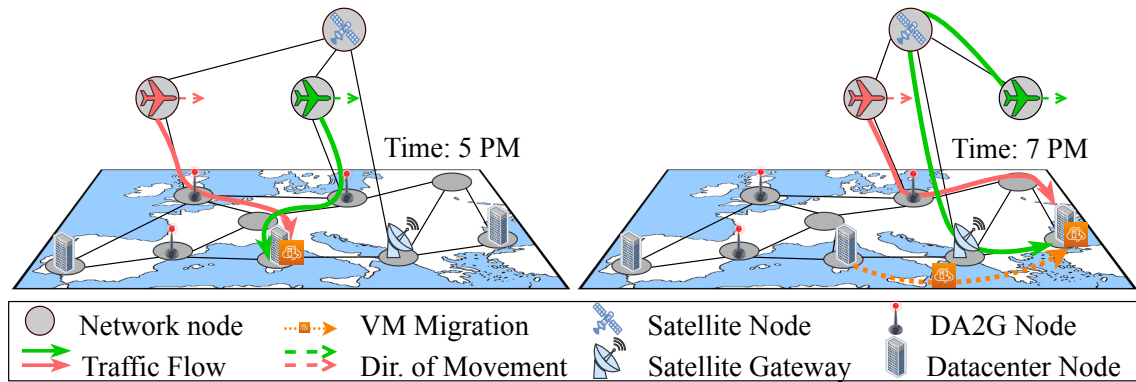 Time: 5 PM
Time: 7 PM
Network node
VM Migration
Satellite Node
DA2G Node
Traffic Flow
Dir. of Movement
Satellite Gateway
Datacenter Node